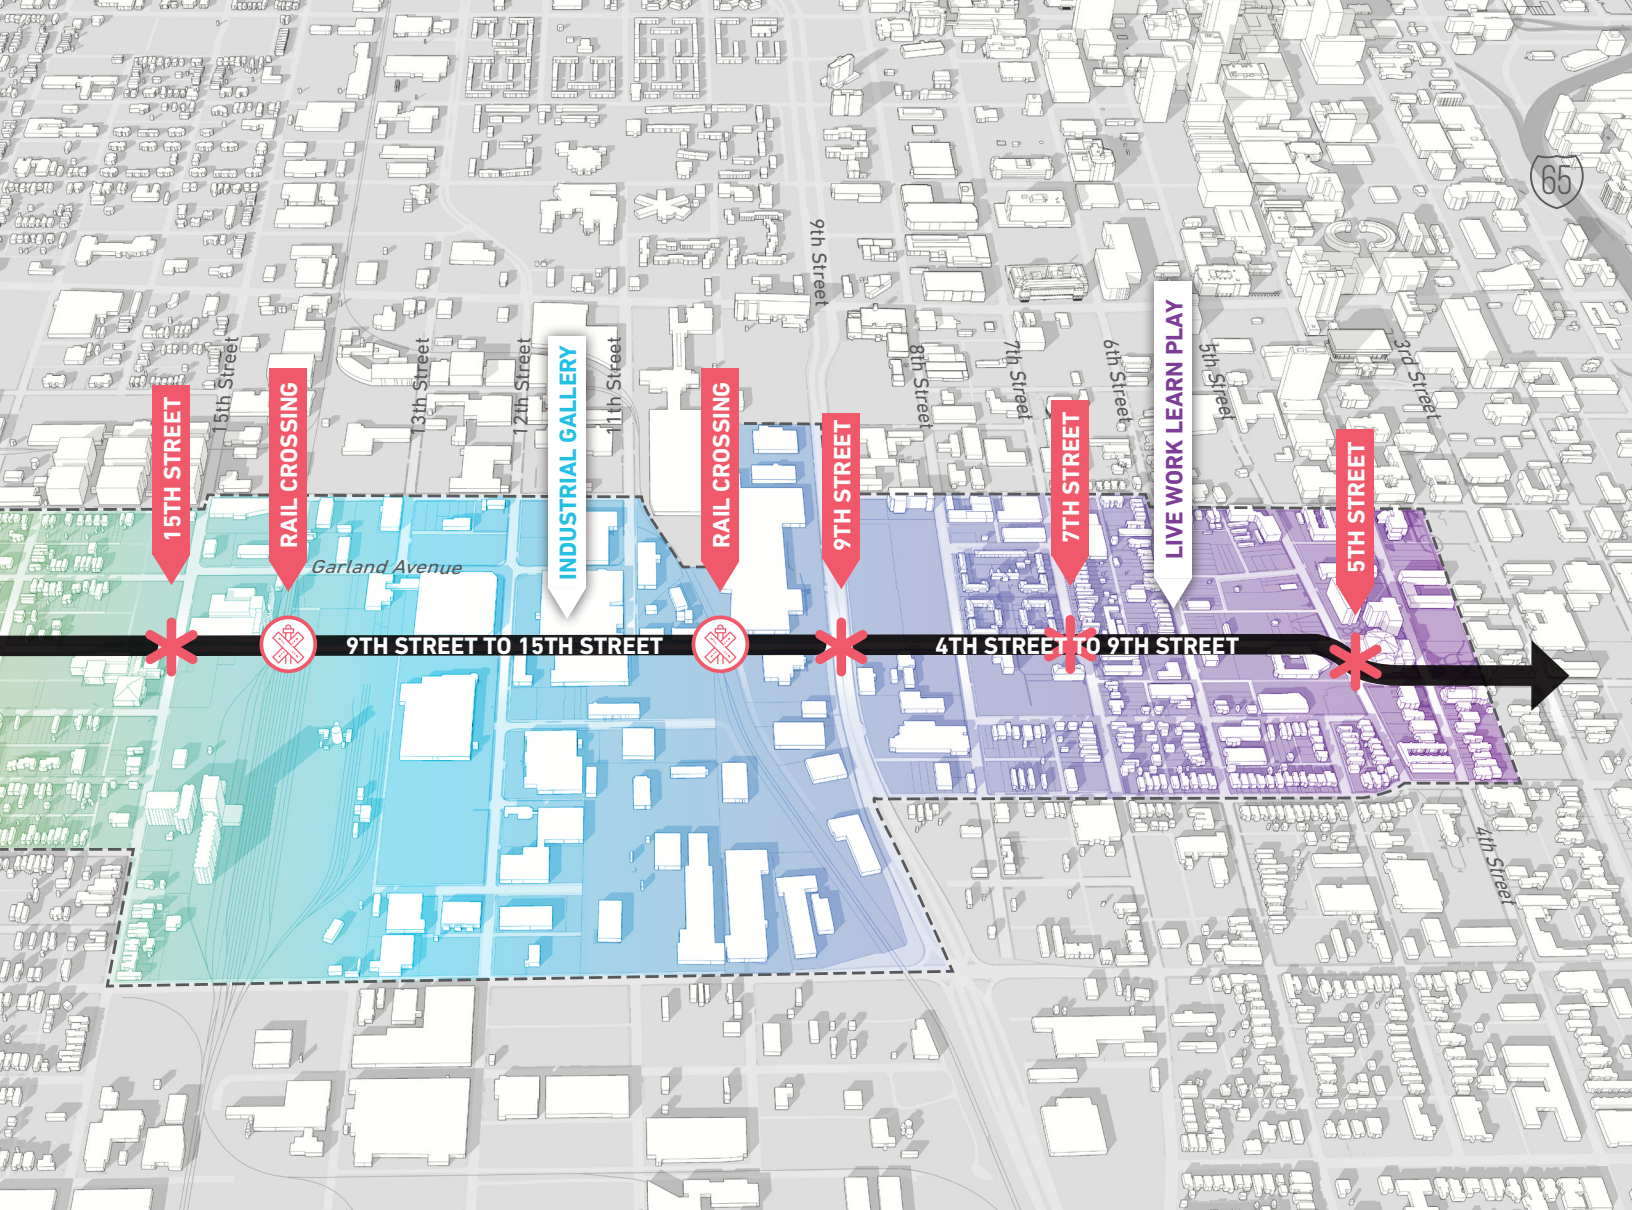 65
9th Street
15th Street
13th Street
12th Street
11th Street
8th Street
7th Street
6th Street
5th Street
3rd Street
15TH STREET
RAIL CROSSING
INDUSTRIAL GALLERY
RAIL CROSSING
9TH STREET
7TH STREET
LIVE WORK LEARN PLAY
5TH STREET
Garland Avenue
9TH STREET TO 15TH STREET
4TH STREET TO 9TH STREET
4th Street